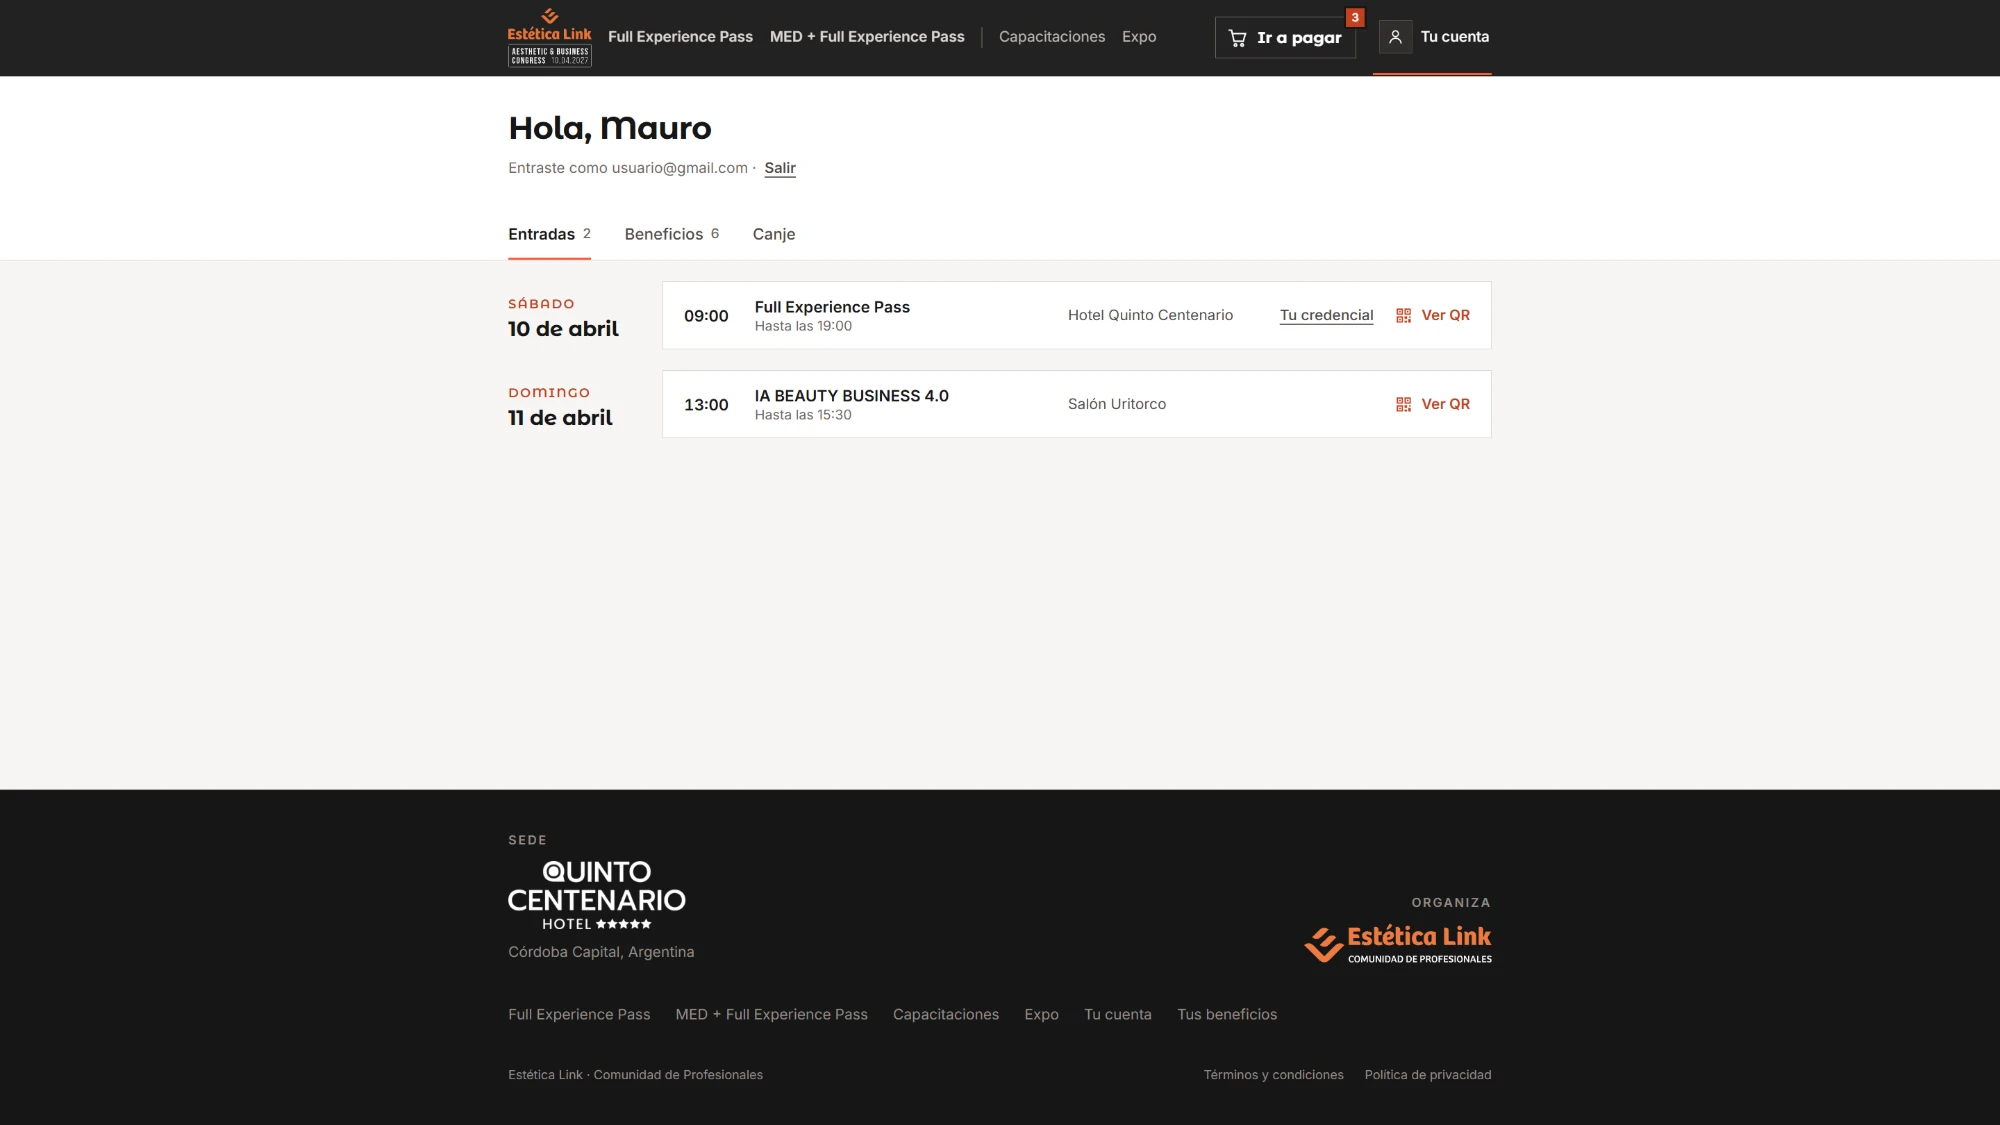 Estética Link
AESTHETIC & BUSINESS
CONGRESS 10.04.2027
Full Experience Pass
MED + Full Experience Pass
Capacitaciones
Expo
Ir a pagar
3
Tu cuenta
Hola, Mauro
Entraste como usuario@gmail.com · Salir
Entradas 2
Beneficios 6
Canje
SÁBADO
10 de abril
09:00
Full Experience Pass
Hasta las 19:00
Hotel Quinto Centenario
Tu credencial
Ver QR
DOMINGO
11 de abril
13:00
IA BEAUTY BUSINESS 4.0
Hasta las 15:30
Salón Uritorco
Ver QR
SEDE
QUINTO
CENTENARIO
HOTEL ★★★★★
Córdoba Capital, Argentina
ORGANIZA
Estética Link
COMUNIDAD DE PROFESIONALES
Full Experience Pass
MED + Full Experience Pass
Capacitaciones
Expo
Tu cuenta
Tus beneficios
Estética Link · Comunidad de Profesionales
Términos y condiciones
Política de privacidad